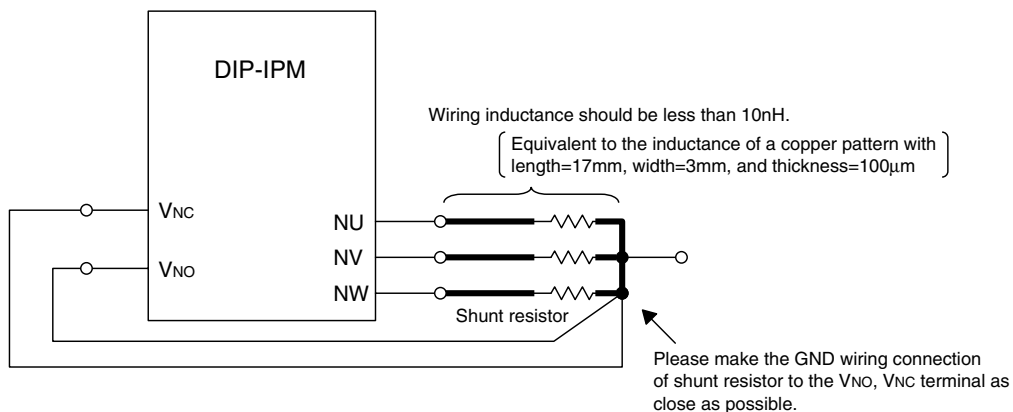 DIP-IPM
Wiring inductance should be less than 10nH.
Equivalent to the inductance of a copper pattern with
length=17mm, width=3mm, and thickness=100μm
VNC
NU
NV
VNO
NW
Shunt resistor
Please make the GND wiring connection
of shunt resistor to the VNO, VNC terminal as
close as possible.